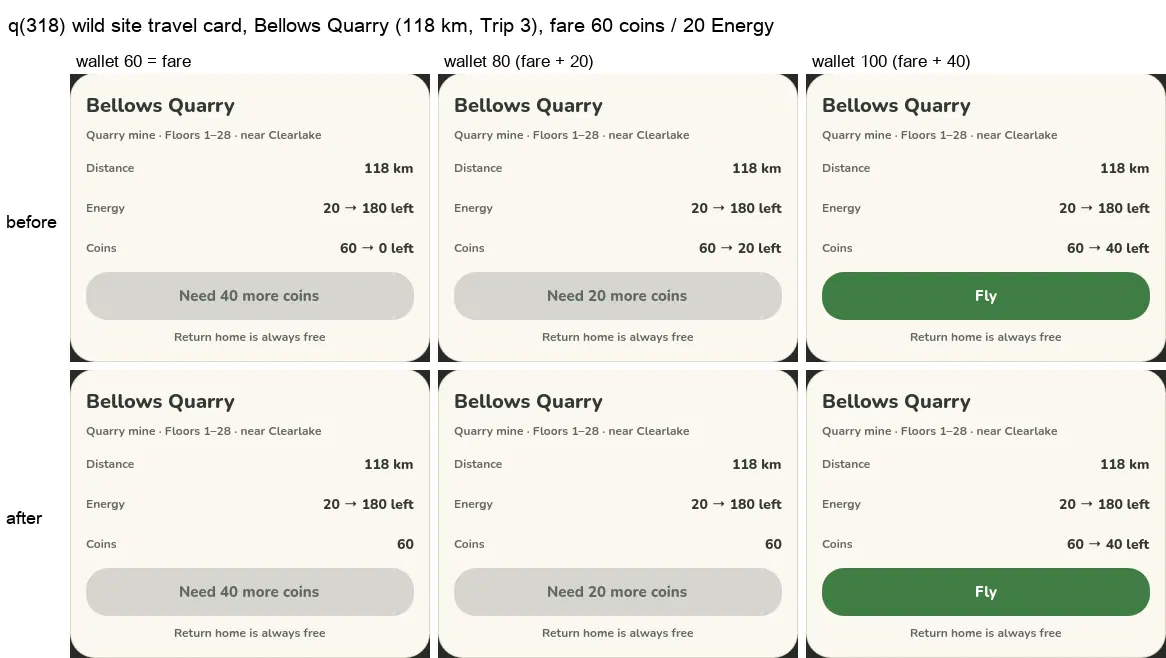 q(318) wild site travel card, Bellows Quarry (118 km, Trip 3), fare 60 coins / 20 Energy
wallet 60 = fare
wallet 80 (fare + 20)
wallet 100 (fare + 40)
before
Bellows Quarry
Quarry mine · Floors 1–28 · near Clearlake
Distance 118 km
Energy 20 → 180 left
Coins 60 → 0 left
Need 40 more coins
Return home is always free
Bellows Quarry
Quarry mine · Floors 1–28 · near Clearlake
Distance 118 km
Energy 20 → 180 left
Coins 60 → 20 left
Need 20 more coins
Return home is always free
Bellows Quarry
Quarry mine · Floors 1–28 · near Clearlake
Distance 118 km
Energy 20 → 180 left
Coins 60 → 40 left
Fly
Return home is always free
after
Bellows Quarry
Quarry mine · Floors 1–28 · near Clearlake
Distance 118 km
Energy 20 → 180 left
Coins 60
Need 40 more coins
Return home is always free
Bellows Quarry
Quarry mine · Floors 1–28 · near Clearlake
Distance 118 km
Energy 20 → 180 left
Coins 60
Need 20 more coins
Return home is always free
Bellows Quarry
Quarry mine · Floors 1–28 · near Clearlake
Distance 118 km
Energy 20 → 180 left
Coins 60 → 40 left
Fly
Return home is always free